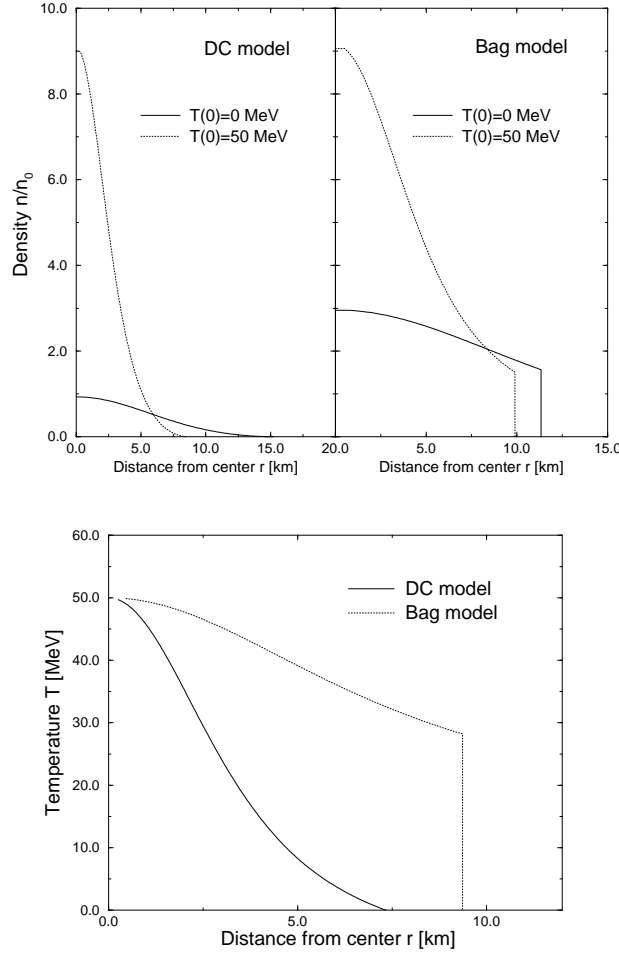 DC model
T(0)=0 MeV
T(0)=50 MeV
10.0
8.0
6.0
4.0
2.0
0.0
Density n/n0
0.0 5.0 10.0 15.0 20.0
Distance from center r [km]
Bag model
T(0)=0 MeV
T(0)=50 MeV
0.0 5.0 10.0 15.0
Distance from center r [km]
DC model
Bag model
60.0
50.0
40.0
30.0
20.0
10.0
0.0
Temperature T [MeV]
0.0 5.0 10.0
Distance from center r [km]